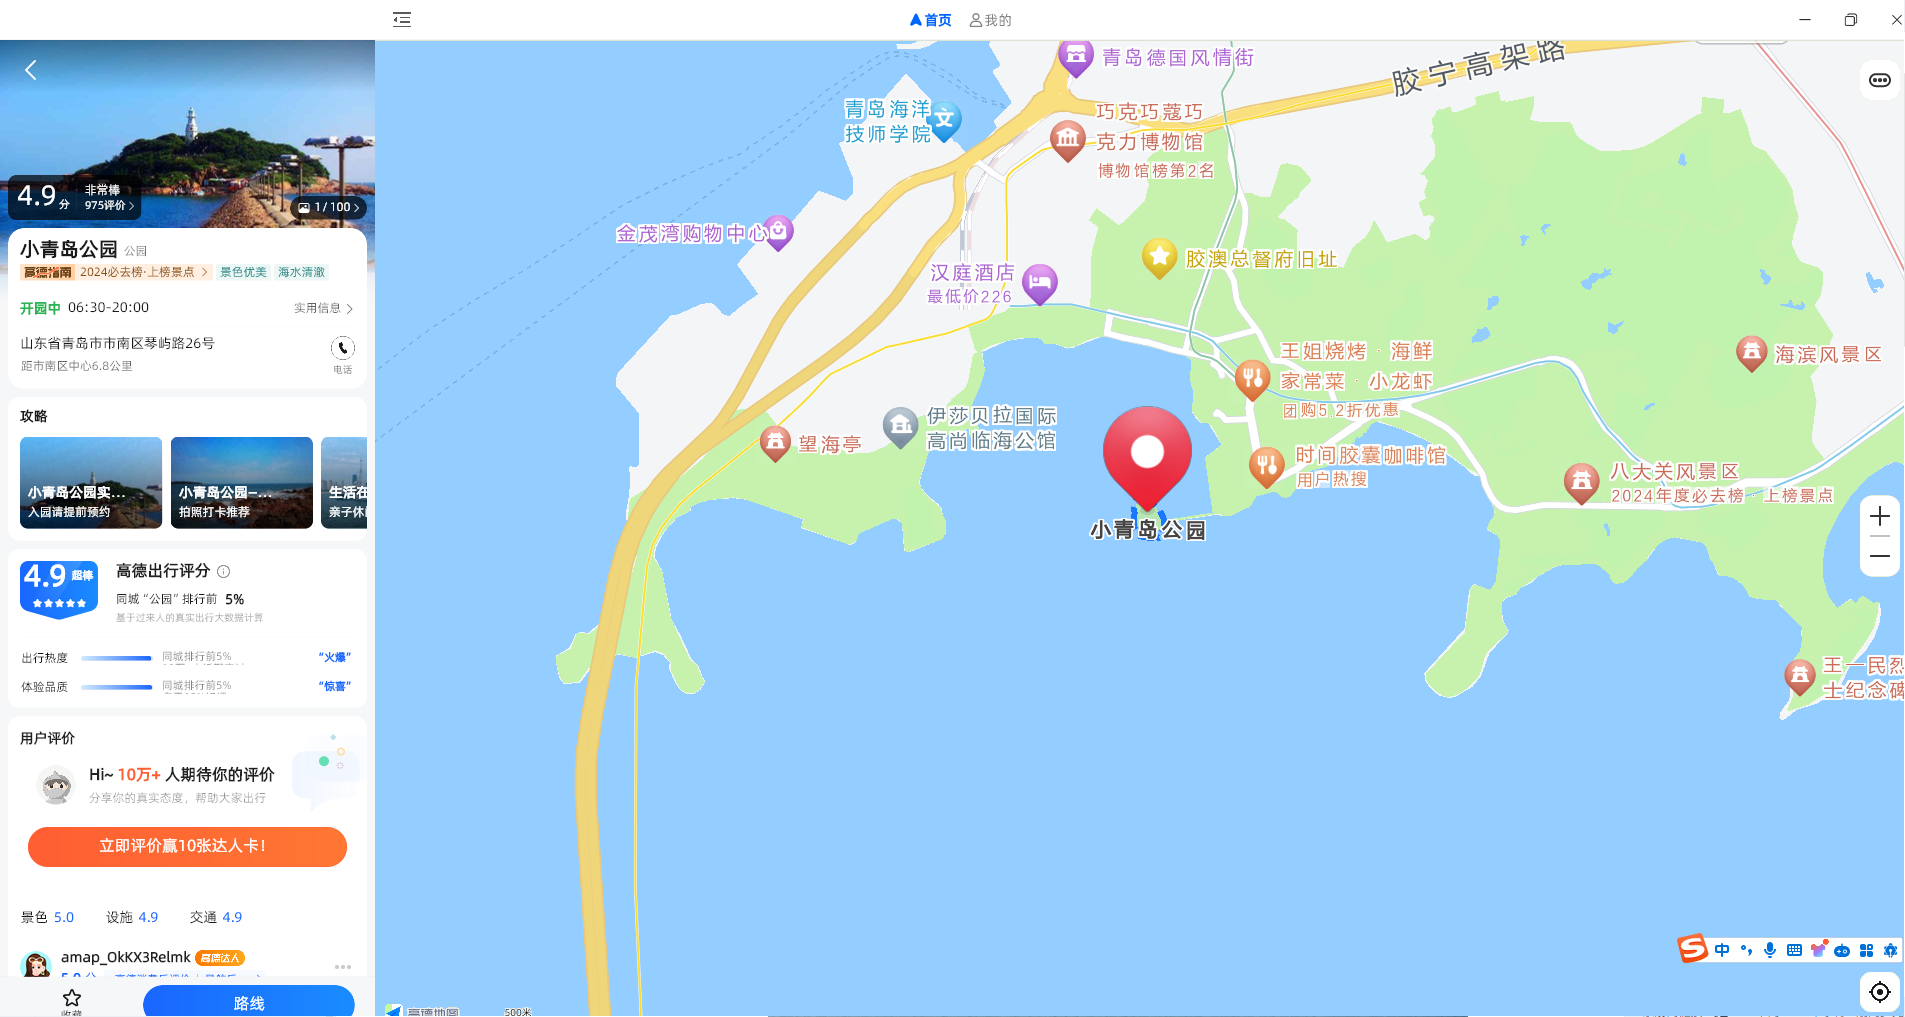 首页
我的
4.9分
非常棒
975评价
1/100
小青岛公园 公园
高德指南 2024必去榜·上榜景点 景色优美 海水清澈
开园中 06:30-20:00 实用信息
山东省青岛市市南区琴屿路26号
距市南区中心6.8公里
电话
攻略
小青岛公园实...
入园请提前预约
小青岛公园–...
拍照打卡推荐
生活在
亲子休
4.9 超棒
高德出行评分
同城“公园”排行前 5%
基于过来人的真实出行大数据计算
出行热度 同城排行前5% “火爆”
体验品质 同城排行前5% “惊喜”
用户评价
Hi~ 10万+ 人期待你的评价
分享你的真实态度，帮助大家出行
立即评价赢10张达人卡！
景色 5.0 设施 4.9 交通 4.9
amap_OkKX3Relmk 高德达人
5.0分
收藏
路线
青岛德国风情街
胶宁高架路
青岛海洋
技师学院
巧克巧蔻巧
克力博物馆
博物馆榜第2名
金茂湾购物中心
汉庭酒店
最低价226
胶澳总督府旧址
王姐烧烤·海鲜
家常菜·小龙虾
团购5.2折优惠
海滨风景区
望海亭
伊莎贝拉国际
高尚临海公馆
时间胶囊咖啡馆
用户热搜
八大关风景区
2024年度必去榜·上榜景点
小青岛公园
王一民烈
士纪念碑
中
高德地图
500米